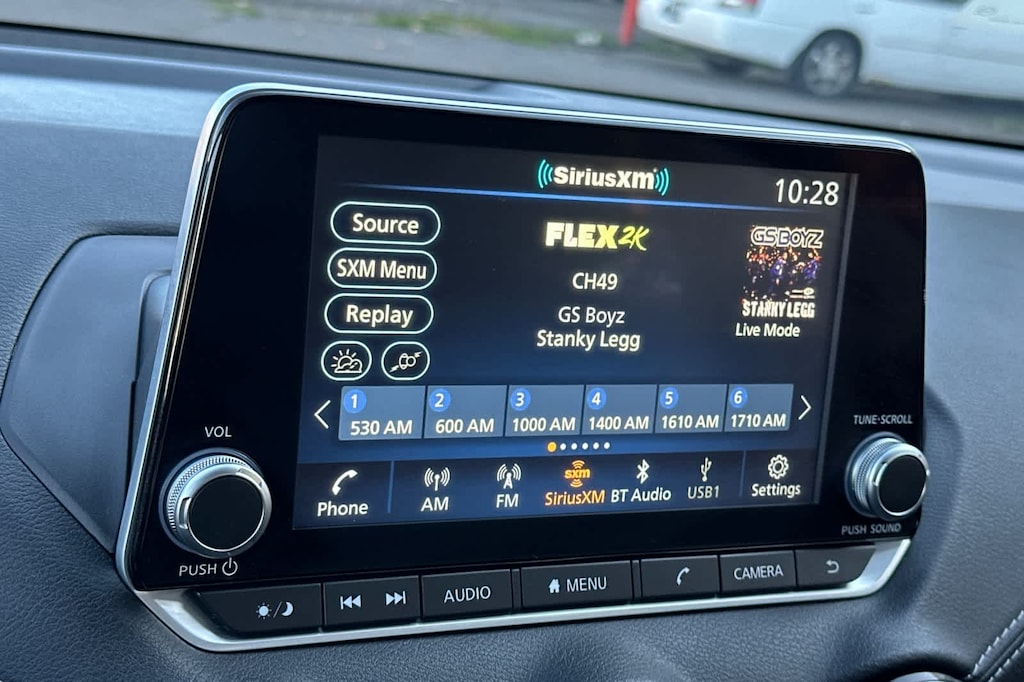 SiriusXM
10:28
Source
SXM Menu
Replay
FLEX2K
CH49
GS Boyz
Stanky Legg
GS BOYZ
STANKY LEGG
Live Mode
1
530 AM
2
600 AM
3
1000 AM
4
1400 AM
5
1610 AM
6
1710 AM
Phone
AM
FM
sxm
SiriusXM
BT Audio
USB1
Settings
VOL
PUSH
TUNE·SCROLL
PUSH SOUND
AUDIO
MENU
CAMERA